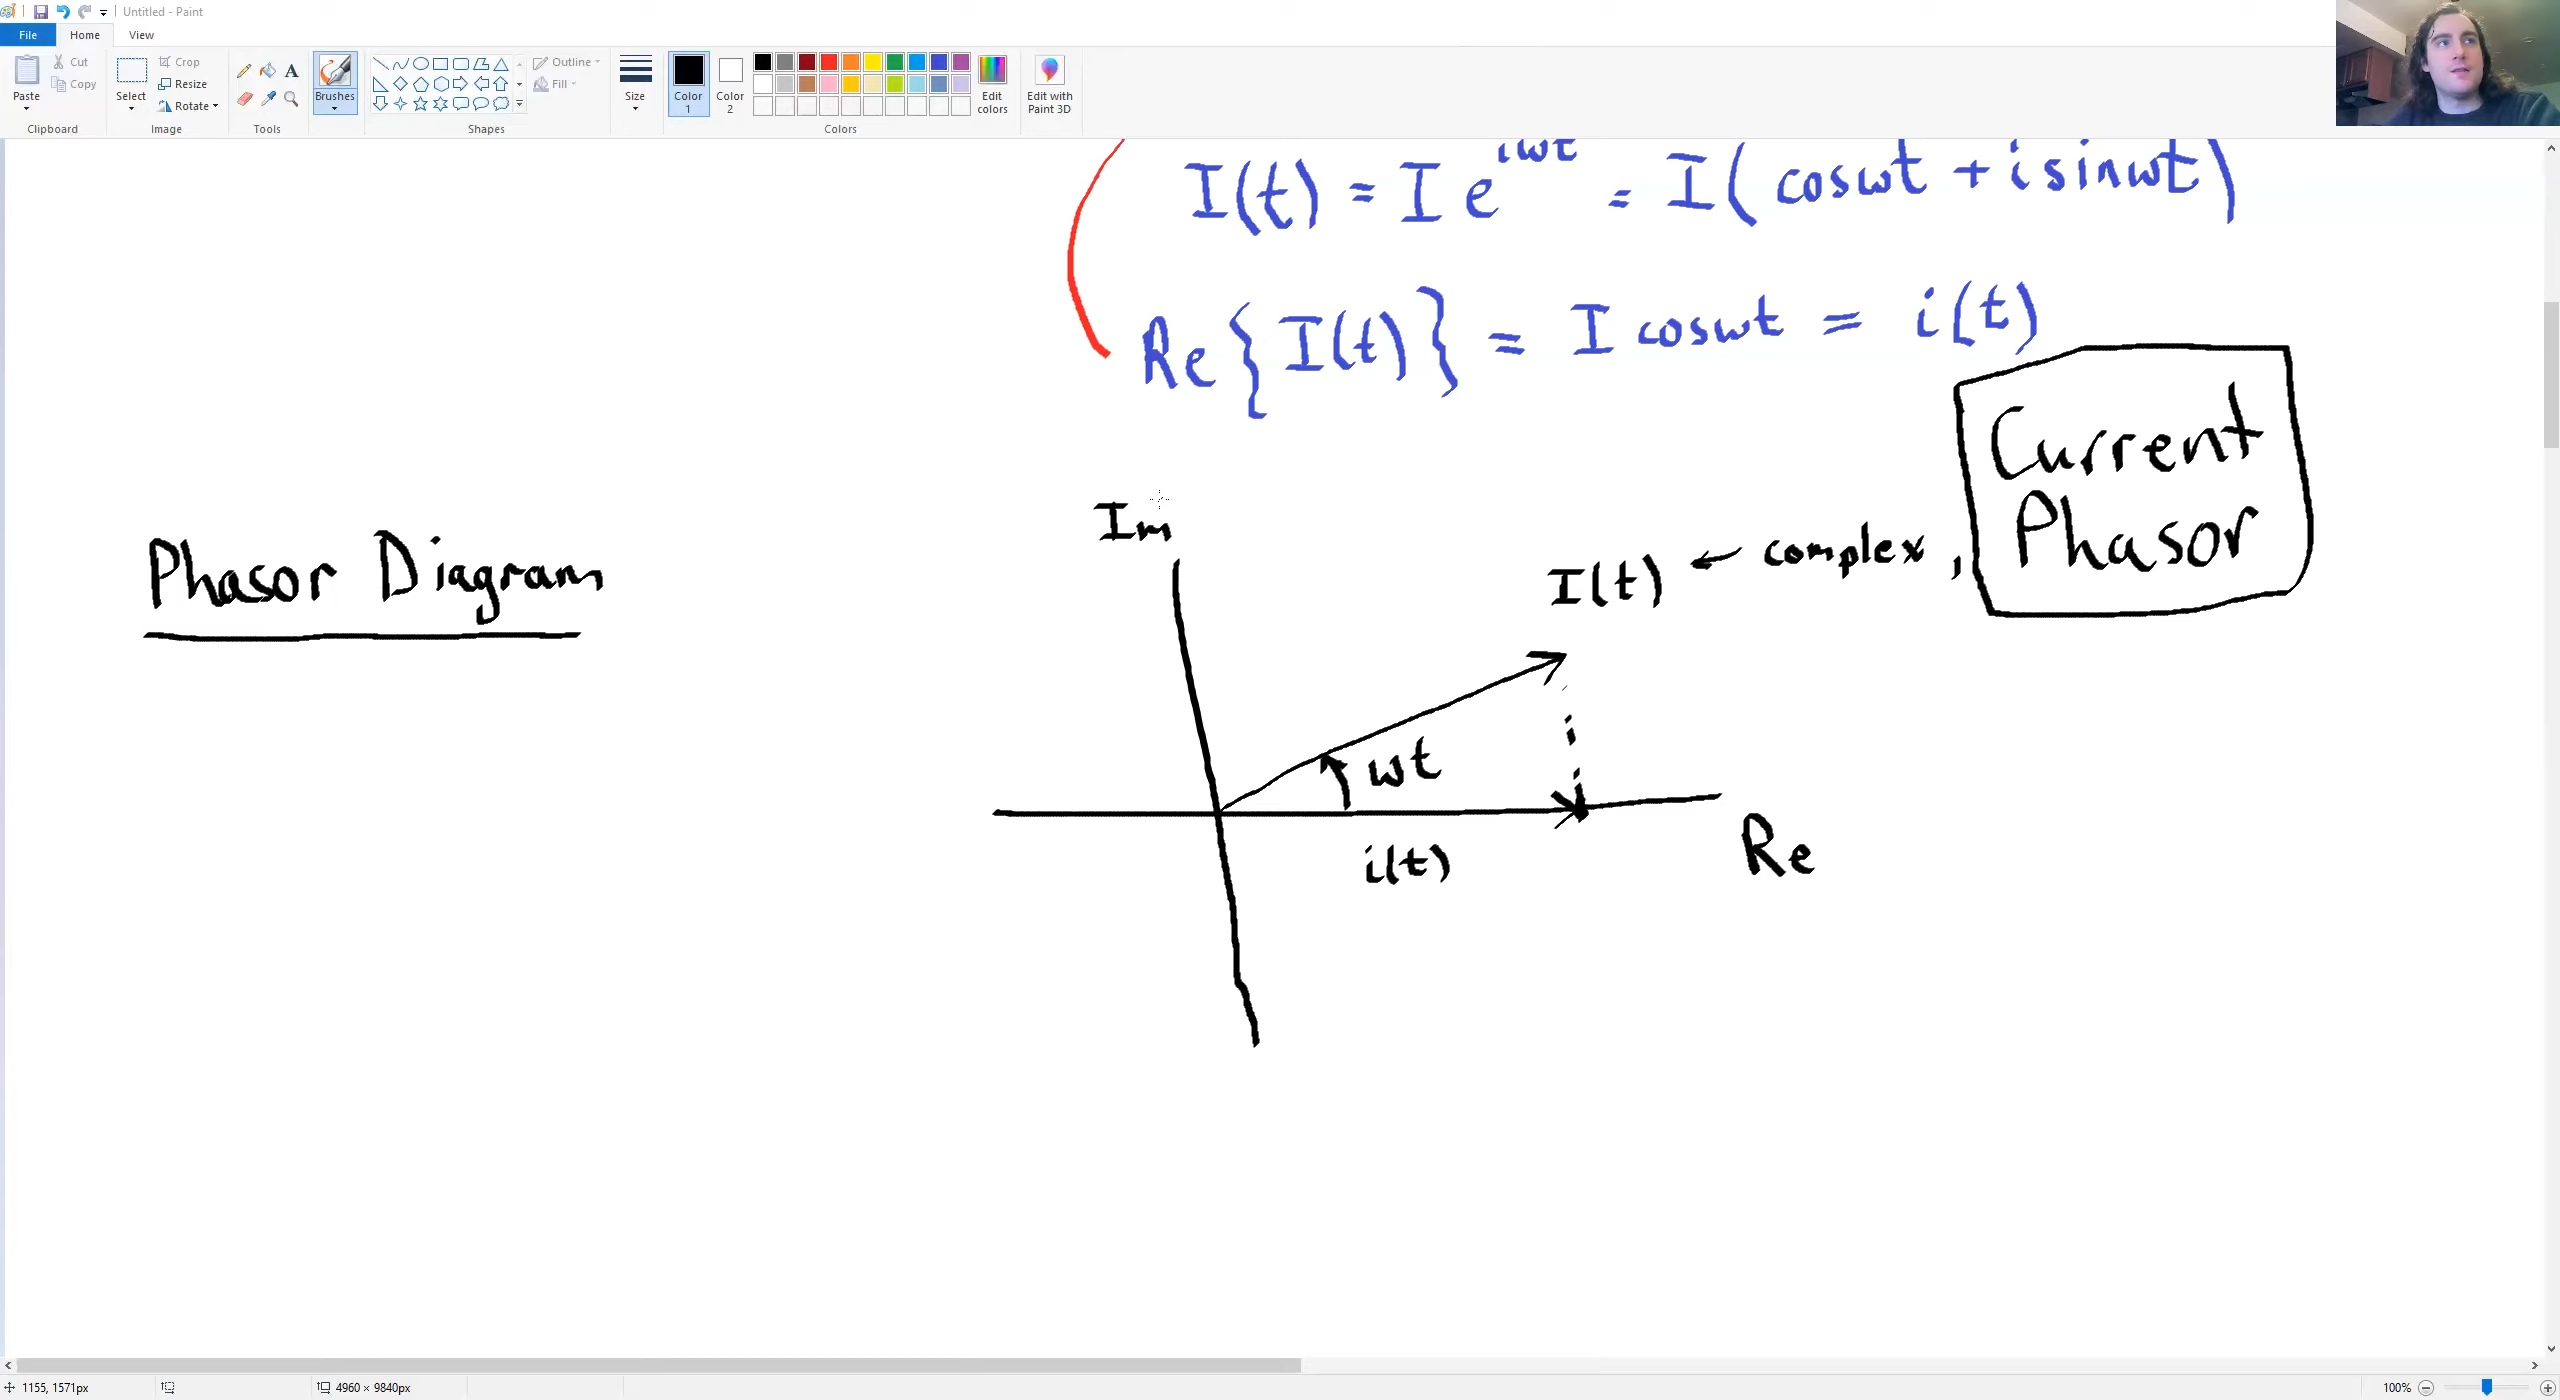 Untitled - Paint
File Home View
Paste Cut Copy Clipboard
Select Crop Resize Rotate Image
Tools
Brushes
Shapes
Outline Fill
Size
Color 1 Color 2 Colors
Edit colors
Edit with Paint 3D
I(t) = I e^{iωt} = I(cosωt + i sinωt)
Re{I(t)} = I cosωt = i(t)
Current
Phasor
Phasor Diagram
Im
I(t) ← complex,
ωt
i(t)
Re
1155, 1571px
4960 × 9840px
100%